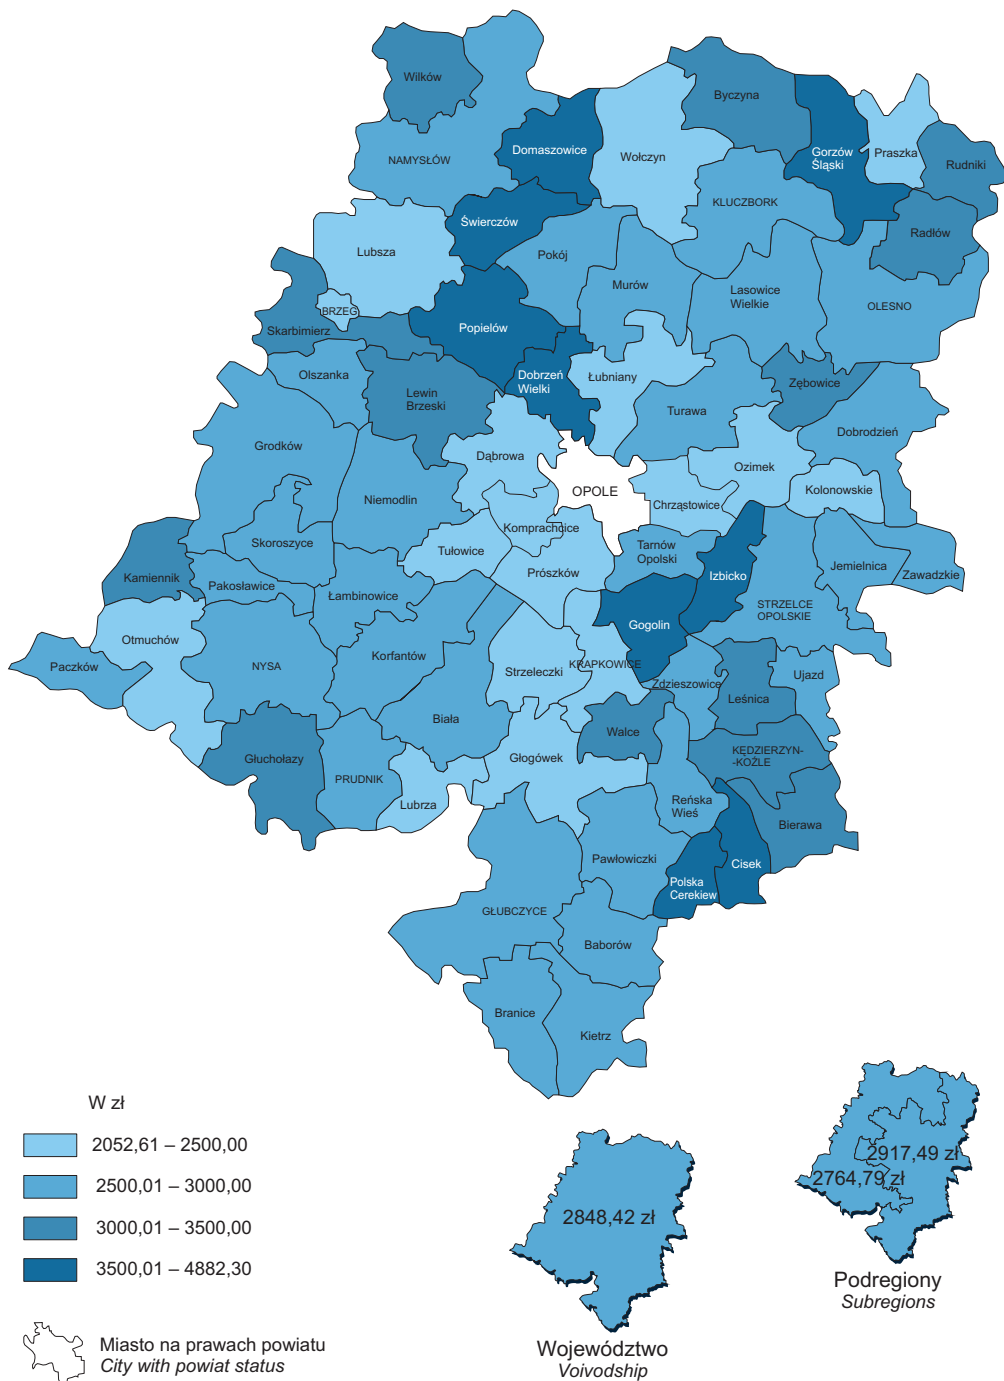 Wilków
Byczyna
NAMYSŁÓW
Domaszowice
Wołczyn
Gorzów
Śląski
Praszka
Rudniki
KLUCZBORK
Świerczów
Radłów
Lubsza
Pokój
Murów
Lasowice
Wielkie
OLESNO
BRZEG
Skarbimierz
Popielów
Olszanka
Dobrzeń
Wielki
Łubniany
Zębowice
Lewin
Brzeski
Turawa
Dobrodzień
Grodków
Dąbrowa
Ozimek
Niemodlin
OPOLE
Kolonowskie
Chrząstowice
Komprachcice
Skoroszyce
Tułowice
Tarnów
Opolski
Prószków
Izbicko
Jemielnica
Zawadzkie
Kamiennik
Pakosławice
Łambinowice
STRZELCE
OPOLSKIE
Gogolin
Otmuchów
Paczków
NYSA
Korfantów
Strzeleczki
KRAPKOWICE
Ujazd
Zdzieszowice
Leśnica
Biała
Walce
Głuchołazy
PRUDNIK
Głogówek
KĘDZIERZYN-
-KOŹLE
Lubrza
Reńska
Wieś
Bierawa
Pawłowiczki
Cisek
Polska
Cerekiew
GŁUBCZYCE
Baborów
Branice
Kietrz
W zł
2052,61 – 2500,00
2500,01 – 3000,00
3000,01 – 3500,00
3500,01 – 4882,30
Miasto na prawach powiatu
City with powiat status
2848,42 zł
Województwo
Voivodship
2917,49 zł
2764,79 zł
Podregiony
Subregions